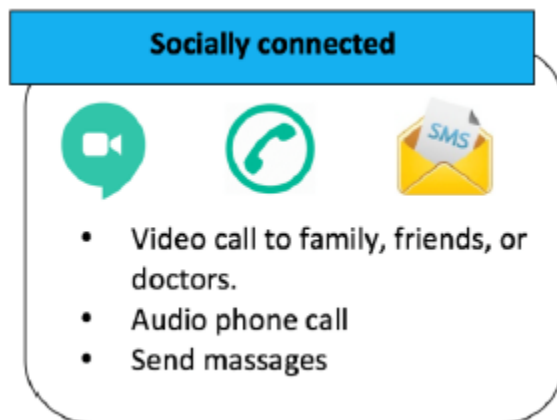 Socially connected
SMS
• Video call to family, friends, or
doctors.
• Audio phone call
• Send massages